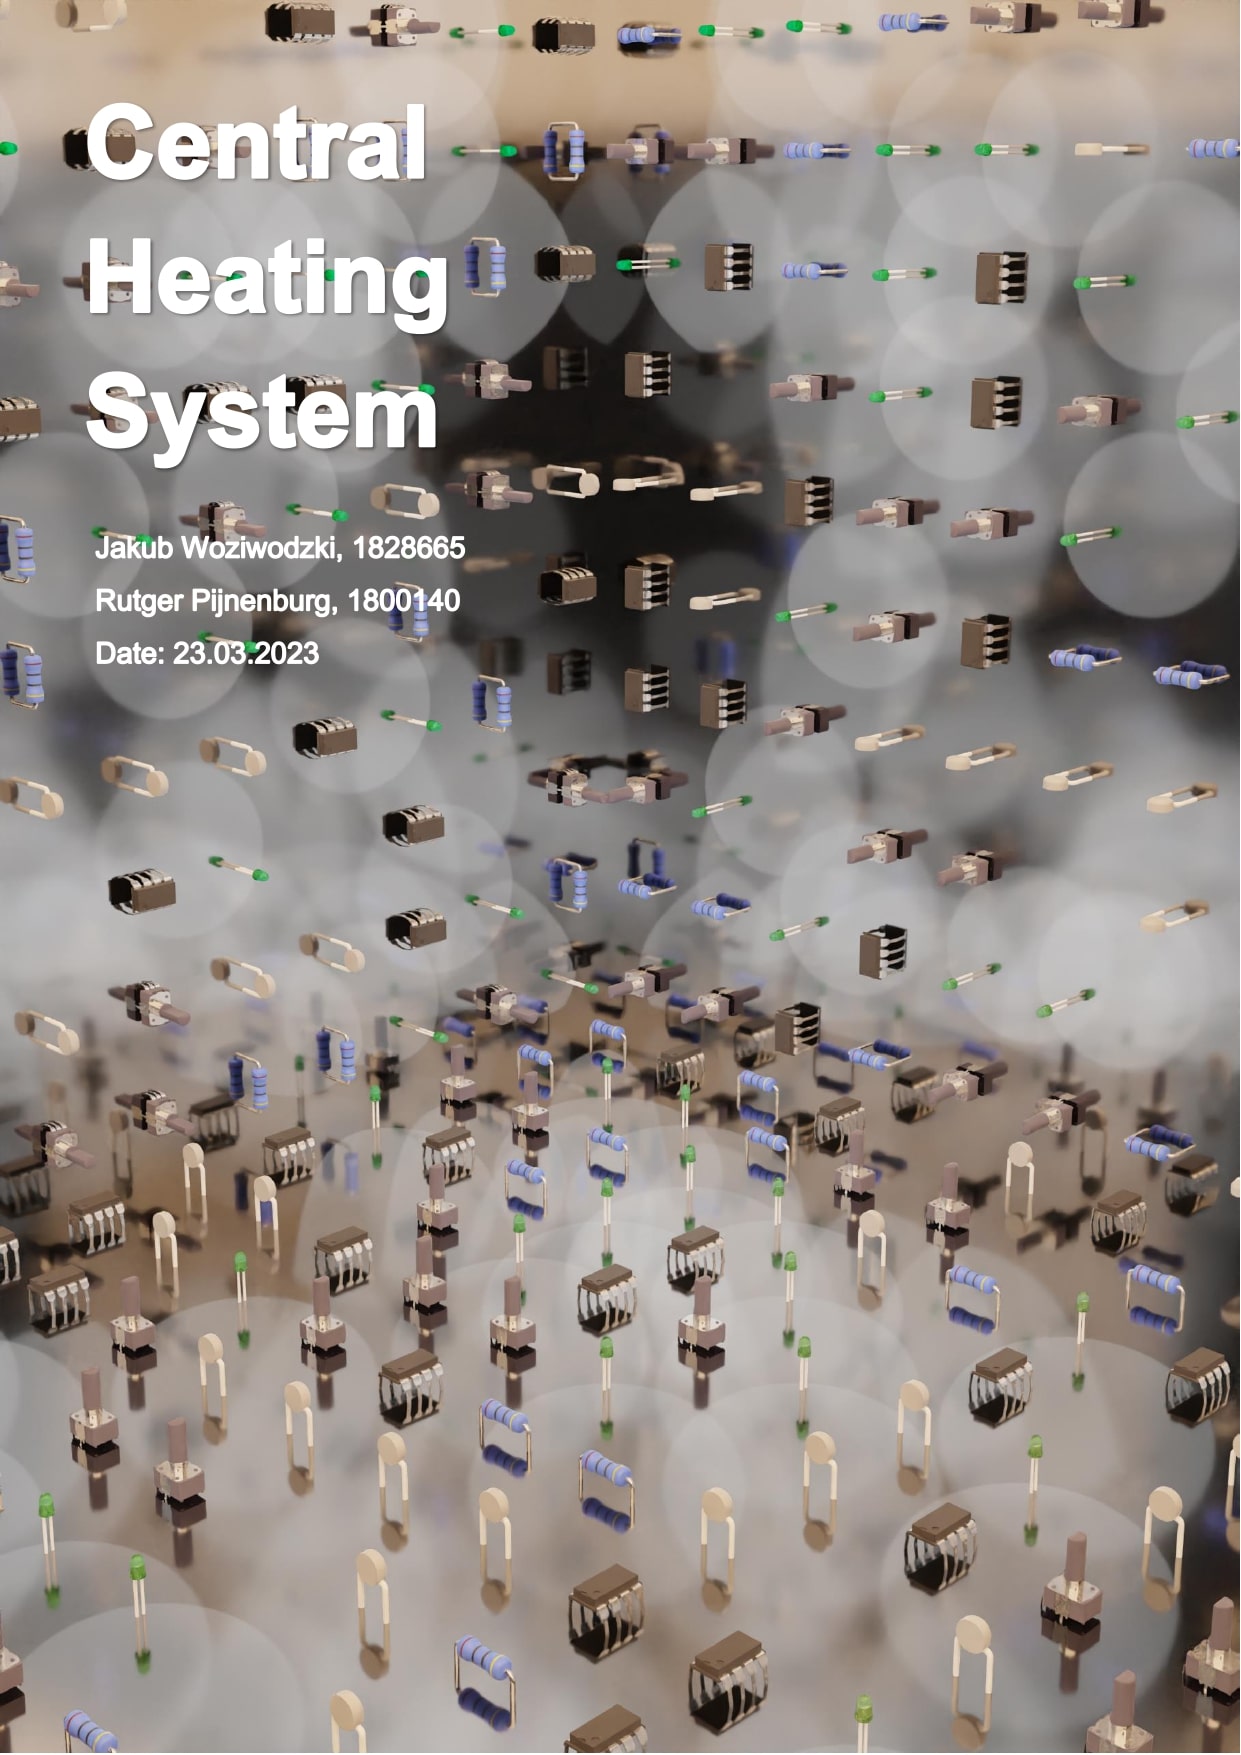 Central
Heating
System
Jakub Woziwodzki, 1828665
Rutger Pijnenburg, 1800140
Date: 23.03.2023